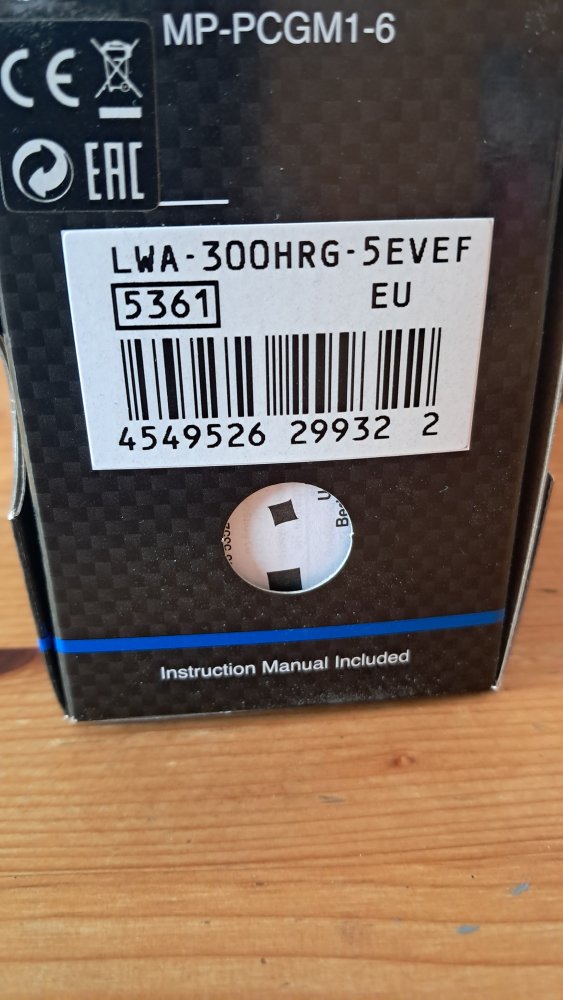 MP-PCGM1-6
CE
EAC
LWA-300HRG-5EVEF
5361 EU
4549526 29932 2
Instruction Manual Included